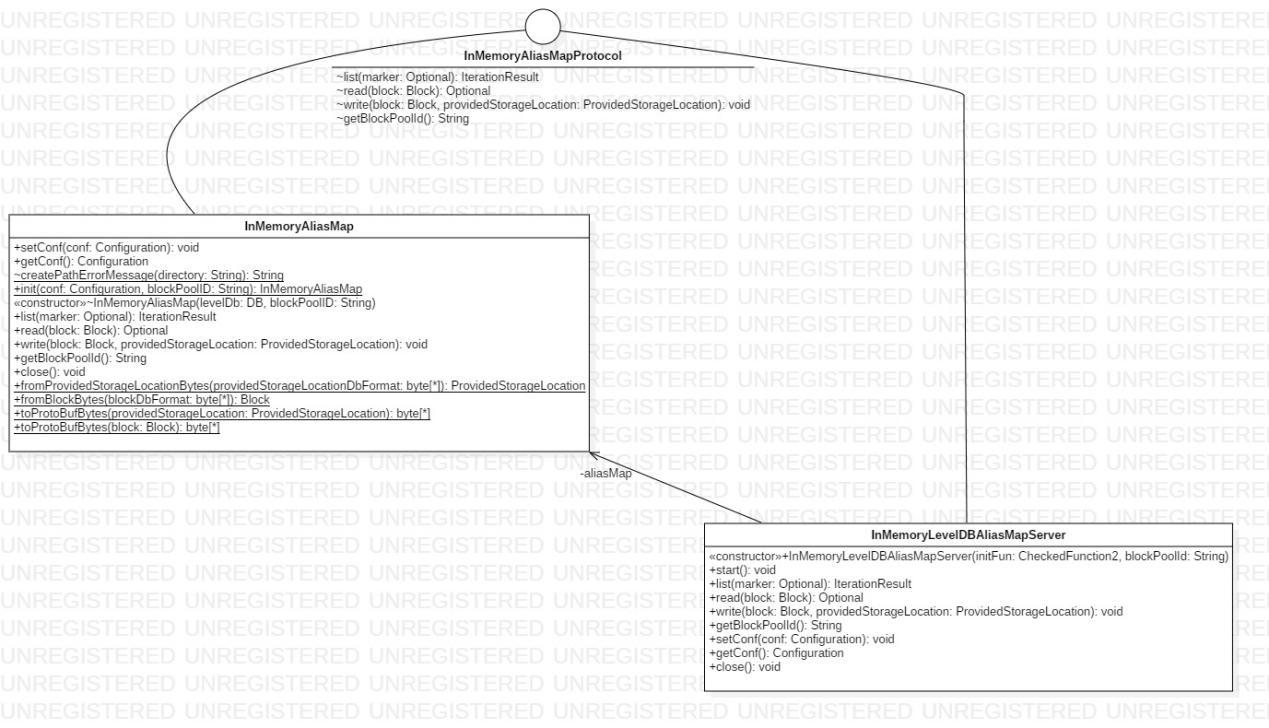 InMemoryAliasMapProtocol
~list(marker: Optional): IterationResult
~read(block: Block): Optional
~write(block: Block, providedStorageLocation: ProvidedStorageLocation): void
~getBlockPoolId(): String
InMemoryAliasMap
+setConf(conf: Configuration): void
+getConf(): Configuration
~createPathErrorMessage(directory: String): String
+init(conf: Configuration, blockPoolID: String): InMemoryAliasMap
«constructor»~InMemoryAliasMap(levelDb: DB, blockPoolID: String)
+list(marker: Optional): IterationResult
+read(block: Block): Optional
+write(block: Block, providedStorageLocation: ProvidedStorageLocation): void
+getBlockPoolId(): String
+close(): void
+fromProvidedStorageLocationBytes(providedStorageLocationDbFormat: byte[*]): ProvidedStorageLocation
+fromBlockBytes(blockDbFormat: byte[*]): Block
+toProtoBufBytes(providedStorageLocation: ProvidedStorageLocation): byte[*]
+toProtoBufBytes(block: Block): byte[*]
-aliasMap
InMemoryLevelDBAliasMapServer
«constructor»+InMemoryLevelDBAliasMapServer(initFun: CheckedFunction2, blockPoolId: String)
+start(): void
+list(marker: Optional): IterationResult
+read(block: Block): Optional
+write(block: Block, providedStorageLocation: ProvidedStorageLocation): void
+getBlockPoolId(): String
+setConf(conf: Configuration): void
+getConf(): Configuration
+close(): void